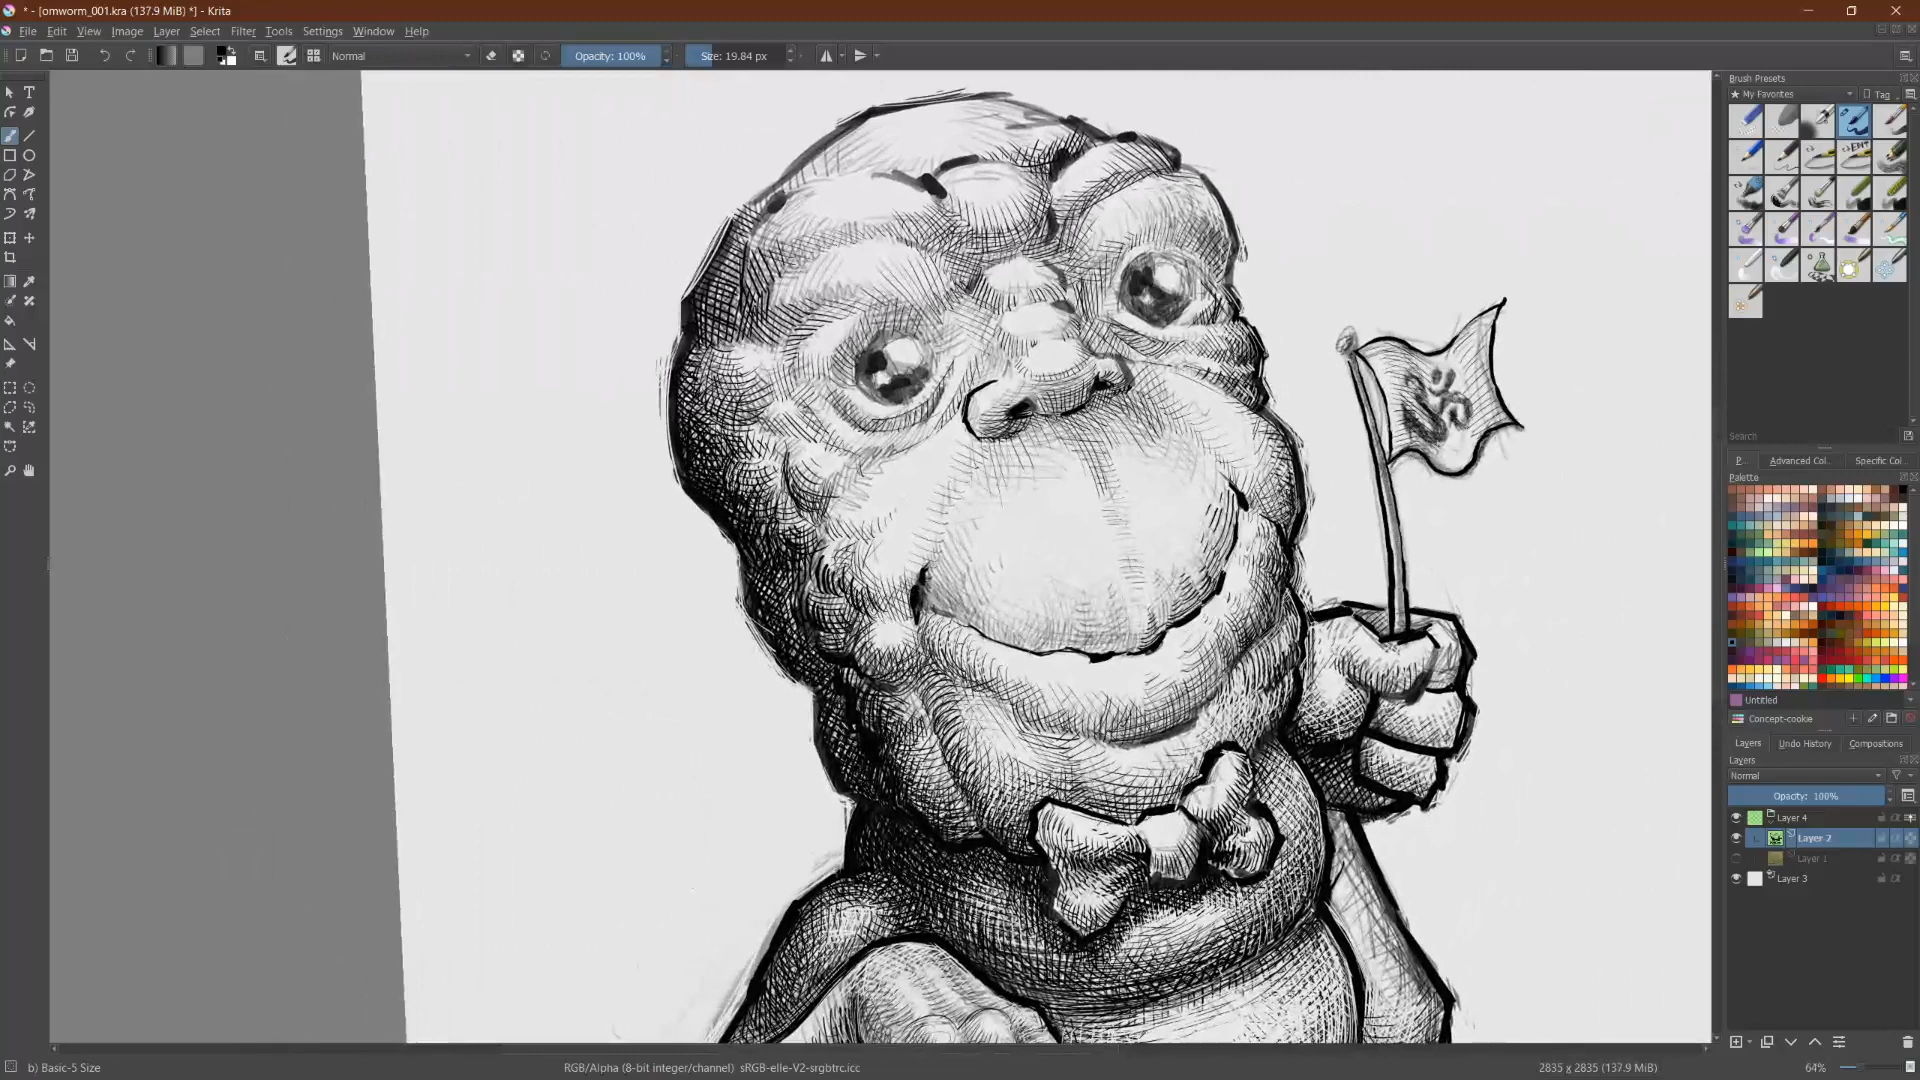 * - [omworm_001.kra (137.9 MiB) *] - Krita
File Edit View Image Layer Select Filter Tools Settings Window Help
Normal Opacity: 100% Size: 19.84 px
Brush Presets
My Favorites Tag
Search
P... Advanced Col... Specific Col...
Palette
Untitled
Concept-cookie
Layers Undo History Compositions
Layers
Normal
Opacity: 100%
Layer 4
Layer 2
Layer 1
Layer 3
b) Basic-5 Size RGB/Alpha (8-bit integer/channel) sRGB-elle-V2-srgbtrc.icc 2835 x 2835 (137.9 MiB) 64%